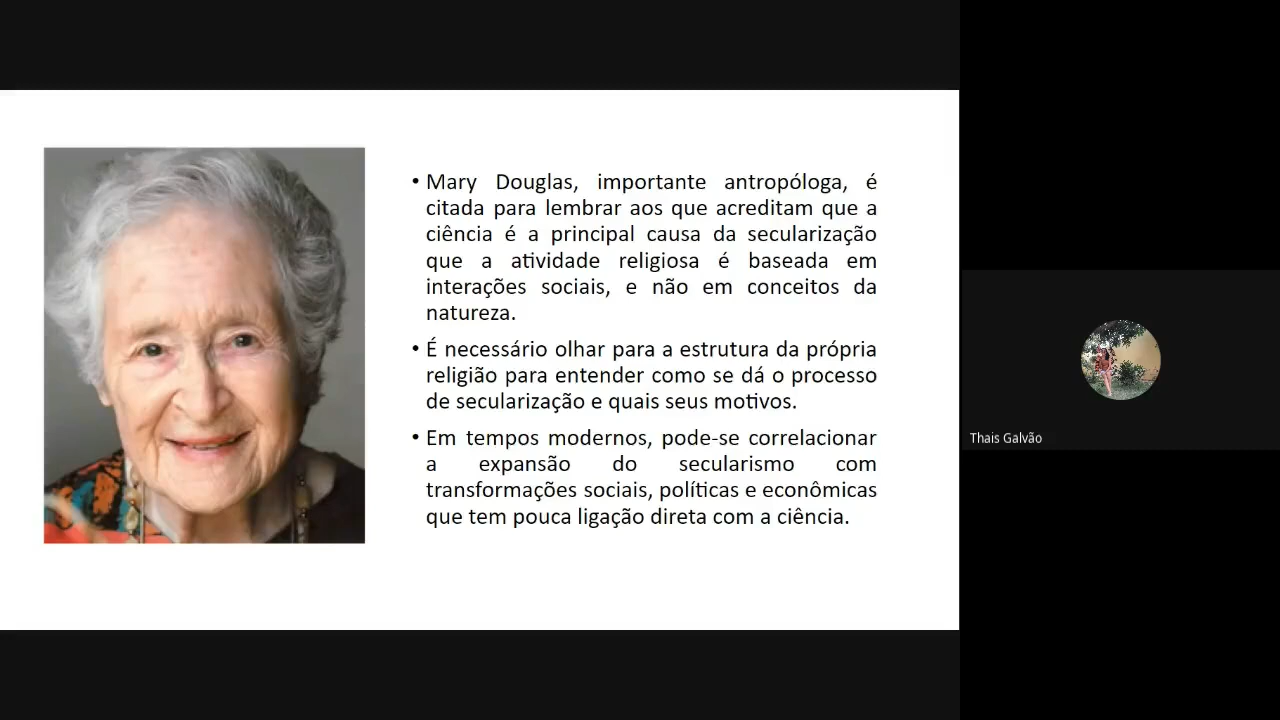 • Mary Douglas, importante antropóloga, é
citada para lembrar aos que acreditam que a
ciência é a principal causa da secularização
que a atividade religiosa é baseada em
interações sociais, e não em conceitos da
natureza.
• É necessário olhar para a estrutura da própria
religião para entender como se dá o processo
de secularização e quais seus motivos.
• Em tempos modernos, pode-se correlacionar
a expansão do secularismo com
transformações sociais, políticas e econômicas
que tem pouca ligação direta com a ciência.
Thais Galvão